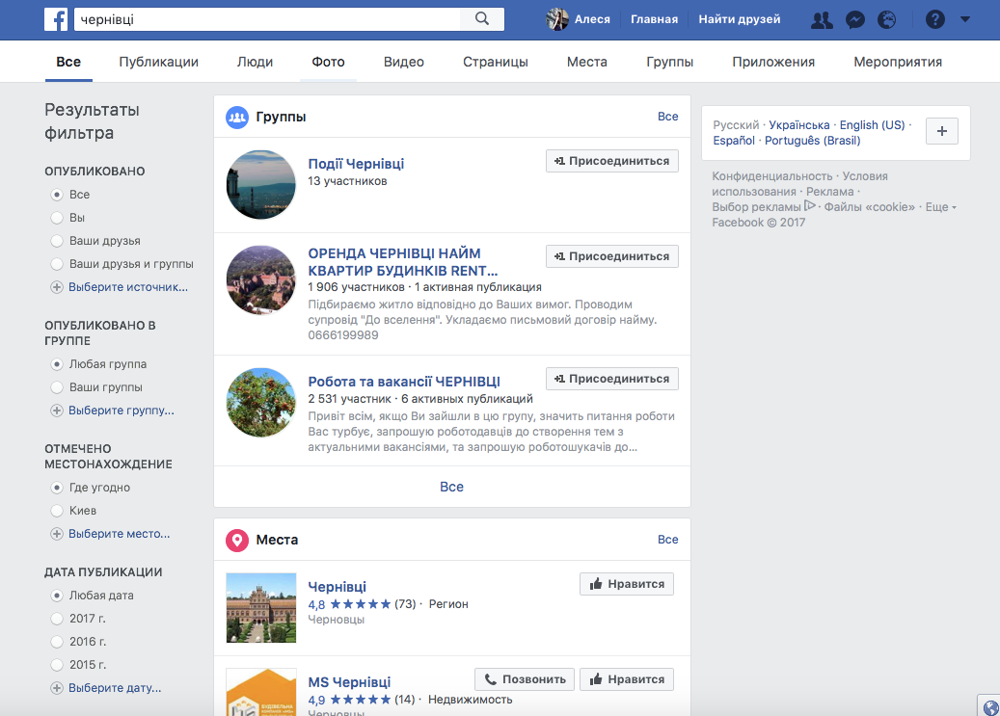 чернівці
Алеся
Главная
Найти друзей
Все
Публикации
Люди
Фото
Видео
Страницы
Места
Группы
Приложения
Мероприятия
Результаты
фильтра
ОПУБЛИКОВАНО
Все
Вы
Ваши друзья
Ваши друзья и группы
Выберите источник...
ОПУБЛИКОВАНО В
ГРУППЕ
Любая группа
Ваши группы
Выберите группу...
ОТМЕЧЕНО
МЕСТОНАХОЖДЕНИЕ
Где угодно
Киев
Выберите место...
ДАТА ПУБЛИКАЦИИ
Любая дата
2017 г.
2016 г.
2015 г.
Выберите дату...
Группы
Все
Події Чернівці
13 участников
Присоединиться
ОРЕНДА ЧЕРНІВЦІ НАЙМ
КВАРТИР БУДИНКІВ RENT...
1 906 участников · 1 активная публикация
Підбираємо житло відповідно до Ваших вимог. Проводим
супровід "До вселення". Укладаємо письмовий договір найму.
0666199989
Присоединиться
Робота та вакансії ЧЕРНІВЦІ
2 531 участник · 6 активных публикаций
Привіт всім, якщо Ви зайшли в цю групу, значить питання роботи
Вас турбує, запрошую роботодавців до створення тем з
актуальними вакансіями, та запрошую роботошукачів до...
Присоединиться
Все
Места
Все
Чернівці
4,8 ★★★★★ (73) · Регион
Черновцы
Нравится
MS Чернівці
4,9 ★★★★★ (14) · Недвижимость
Черновцы
Позвонить
Нравится
БУДІВЕЛЬНА
Русский · Українська · English (US) ·
Español · Português (Brasil)
Конфиденциальность · Условия
использования · Реклама ·
Выбор рекламы · Файлы «cookie» · Еще
Facebook © 2017